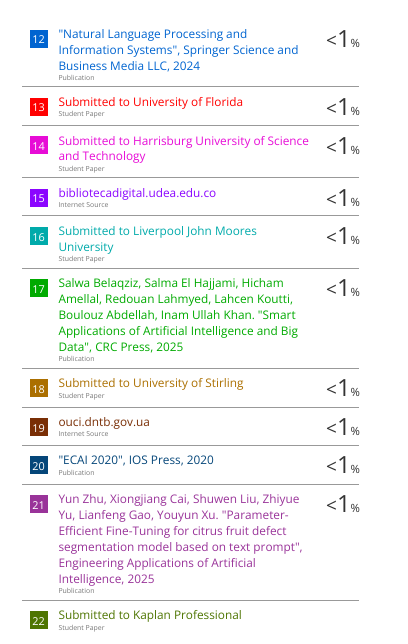 12 "Natural Language Processing and <1%
Information Systems", Springer Science and
Business Media LLC, 2024
Publication
13 Submitted to University of Florida <1%
Student Paper
14 Submitted to Harrisburg University of Science <1%
and Technology
Student Paper
15 bibliotecadigital.udea.edu.co <1%
Internet Source
16 Submitted to Liverpool John Moores <1%
University
Student Paper
17 Salwa Belaqziz, Salma El Hajjami, Hicham <1%
Amellal, Redouan Lahmyed, Lahcen Koutti,
Boulouz Abdellah, Inam Ullah Khan. "Smart
Applications of Artificial Intelligence and Big
Data", CRC Press, 2025
Publication
18 Submitted to University of Stirling <1%
Student Paper
19 ouci.dntb.gov.ua <1%
Internet Source
20 "ECAI 2020", IOS Press, 2020 <1%
Publication
21 Yun Zhu, Xiongjiang Cai, Shuwen Liu, Zhiyue <1%
Yu, Lianfeng Gao, Youyun Xu. "Parameter-
Efficient Fine-Tuning for citrus fruit defect
segmentation model based on text prompt",
Engineering Applications of Artificial
Intelligence, 2025
Publication
22 Submitted to Kaplan Professional
Student Paper